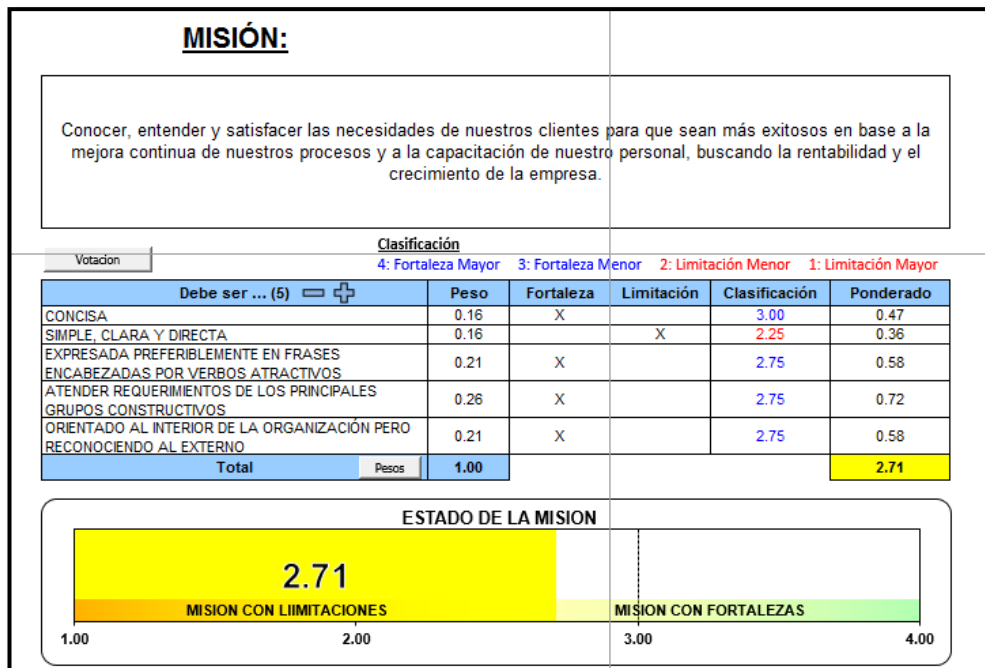 MISIÓN:
Conocer, entender y satisfacer las necesidades de nuestros clientes para que sean más exitosos en base a la
mejora continua de nuestros procesos y a la capacitación de nuestro personal, buscando la rentabilidad y el
crecimiento de la empresa.
Votacion
Clasificación
4: Fortaleza Mayor 3: Fortaleza Menor 2: Limitación Menor 1: Limitación Mayor
Debe ser ... (5) Peso Fortaleza Limitación Clasificación Ponderado
CONCISA 0.16 X 3.00 0.47
SIMPLE, CLARA Y DIRECTA 0.16 X 2.25 0.36
EXPRESADA PREFERIBLEMENTE EN FRASES
ENCABEZADAS POR VERBOS ATRACTIVOS 0.21 X 2.75 0.58
ATENDER REQUERIMIENTOS DE LOS PRINCIPALES
GRUPOS CONSTRUCTIVOS 0.26 X 2.75 0.72
ORIENTADO AL INTERIOR DE LA ORGANIZACIÓN PERO
RECONOCIENDO AL EXTERNO 0.21 X 2.75 0.58
Total Pesos 1.00 2.71
ESTADO DE LA MISION
2.71
MISION CON LIIMITACIONES MISION CON FORTALEZAS
1.00 2.00 3.00 4.00